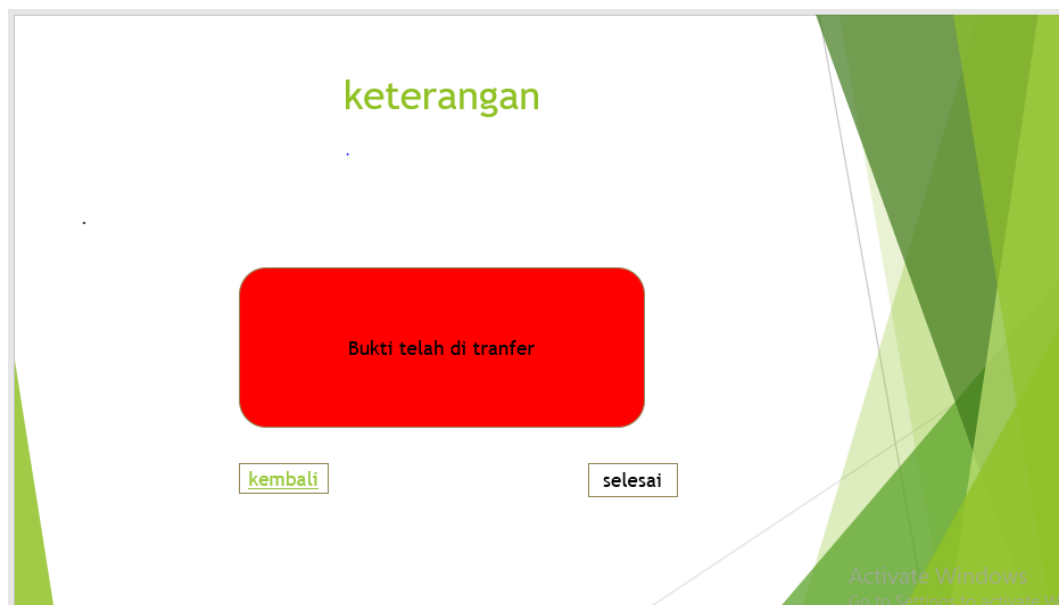 keterangan
Bukti telah di tranfer
kembali
selesai
Activate Windows